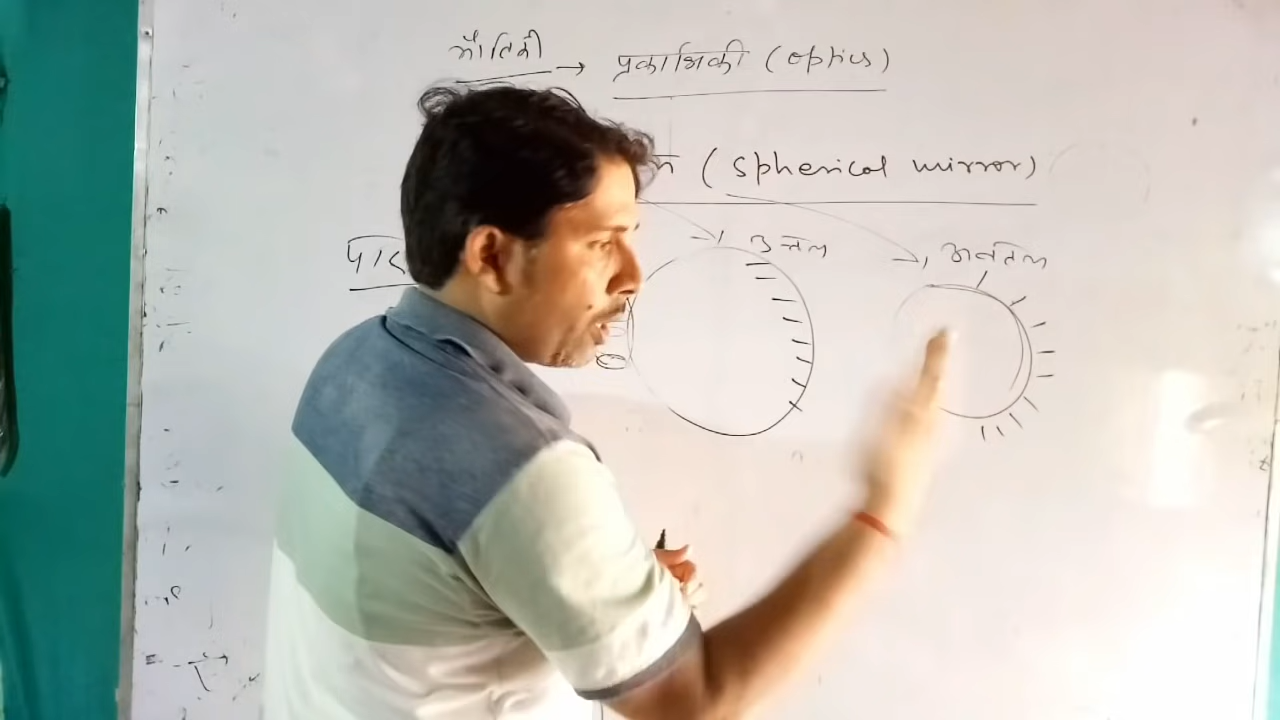 भौतिकी → प्रकाशिकी (optics)
(spherical mirror)
उत्तल
अवतल